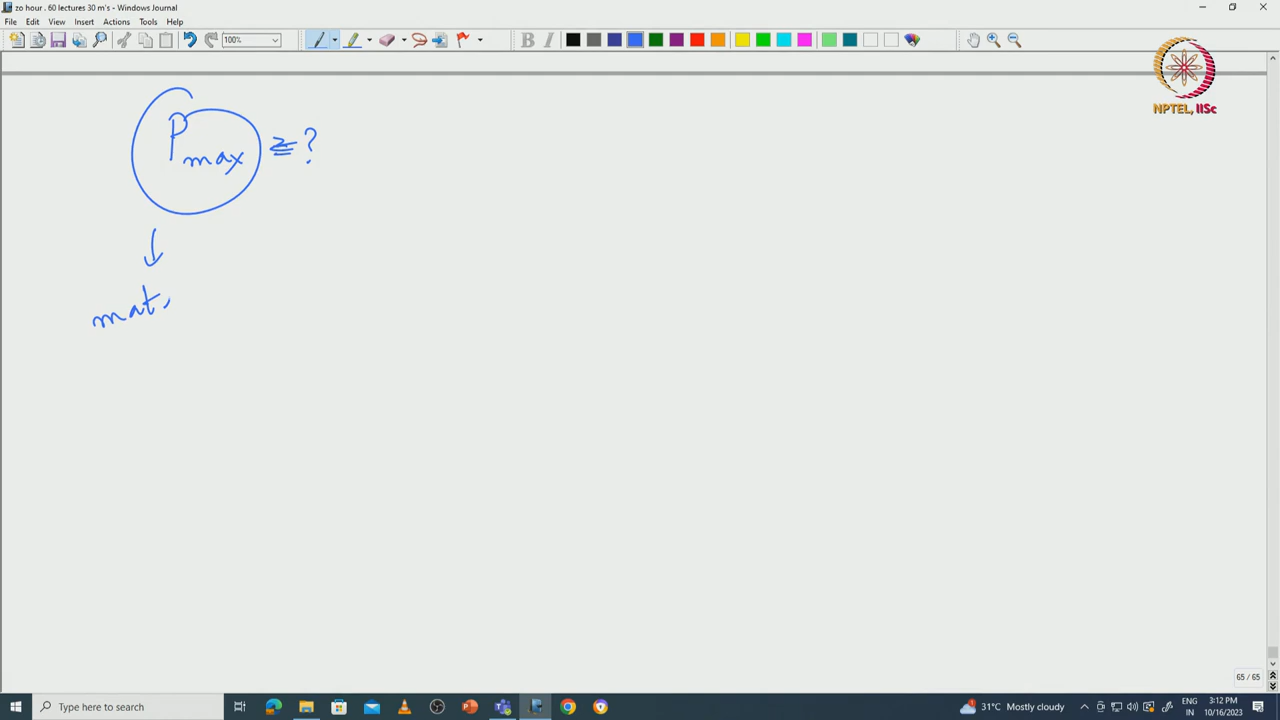 zo hour . 60 lectures 30 m's - Windows Journal
File Edit View Insert Actions Tools Help
100%
B I
NPTEL, IISc
P max = ?
mat.
65 / 65
Type here to search
31°C Mostly cloudy
ENG
IN
3:12 PM
10/16/2023